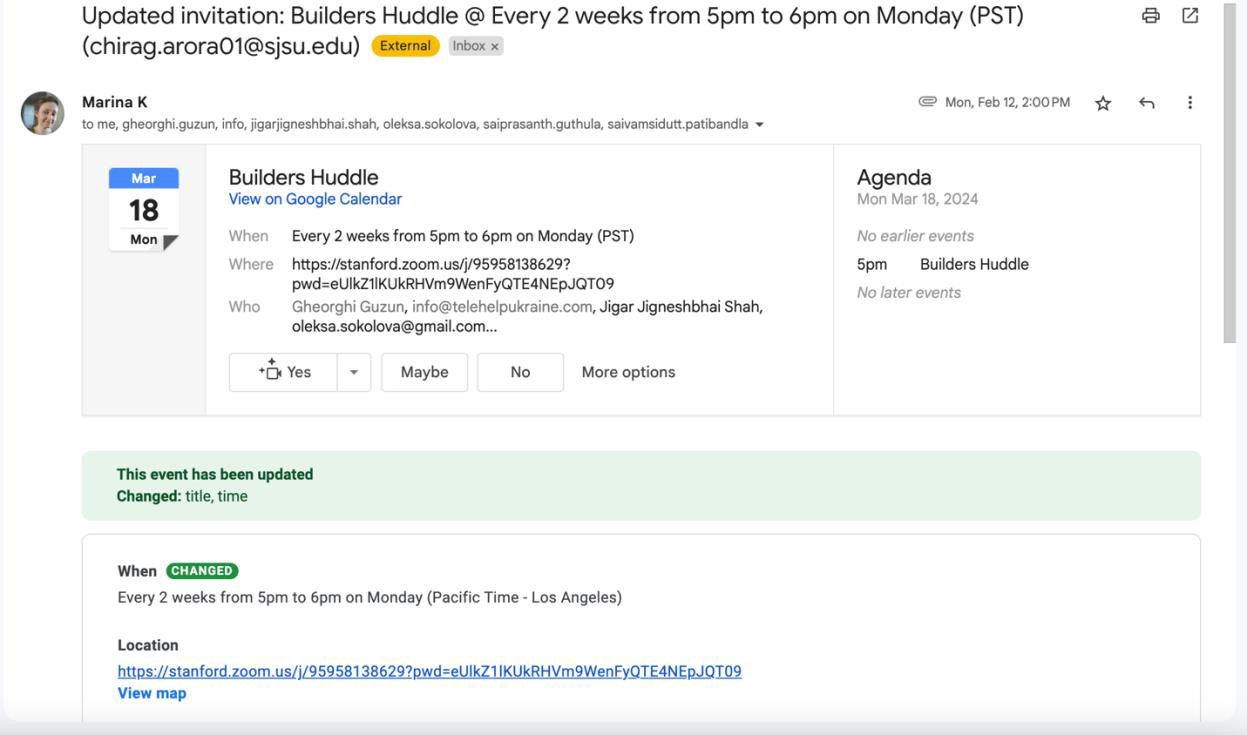 Updated invitation: Builders Huddle @ Every 2 weeks from 5pm to 6pm on Monday (PST)
(chirag.arora01@sjsu.edu) External Inbox ×
Marina K
Mon, Feb 12, 2:00 PM
to me, gheorghi.guzun, info, jigarjigneshbhai.shah, oleksa.sokolova, saiprasanth.guthula, saivamsidutt.patibandla
Mar
18
Mon
Builders Huddle
View on Google Calendar
When Every 2 weeks from 5pm to 6pm on Monday (PST)
Where https://stanford.zoom.us/j/95958138629?
pwd=eUlkZ1lKUkRHVm9WenFyQTE4NEpJQT09
Who Gheorghi Guzun, info@telehelpukraine.com, Jigar Jigneshbhai Shah,
oleksa.sokolova@gmail.com...
Yes Maybe No More options
Agenda
Mon Mar 18, 2024
No earlier events
5pm Builders Huddle
No later events
This event has been updated
Changed: title, time
When CHANGED
Every 2 weeks from 5pm to 6pm on Monday (Pacific Time - Los Angeles)
Location
https://stanford.zoom.us/j/95958138629?pwd=eUlkZ1lKUkRHVm9WenFyQTE4NEpJQT09
View map